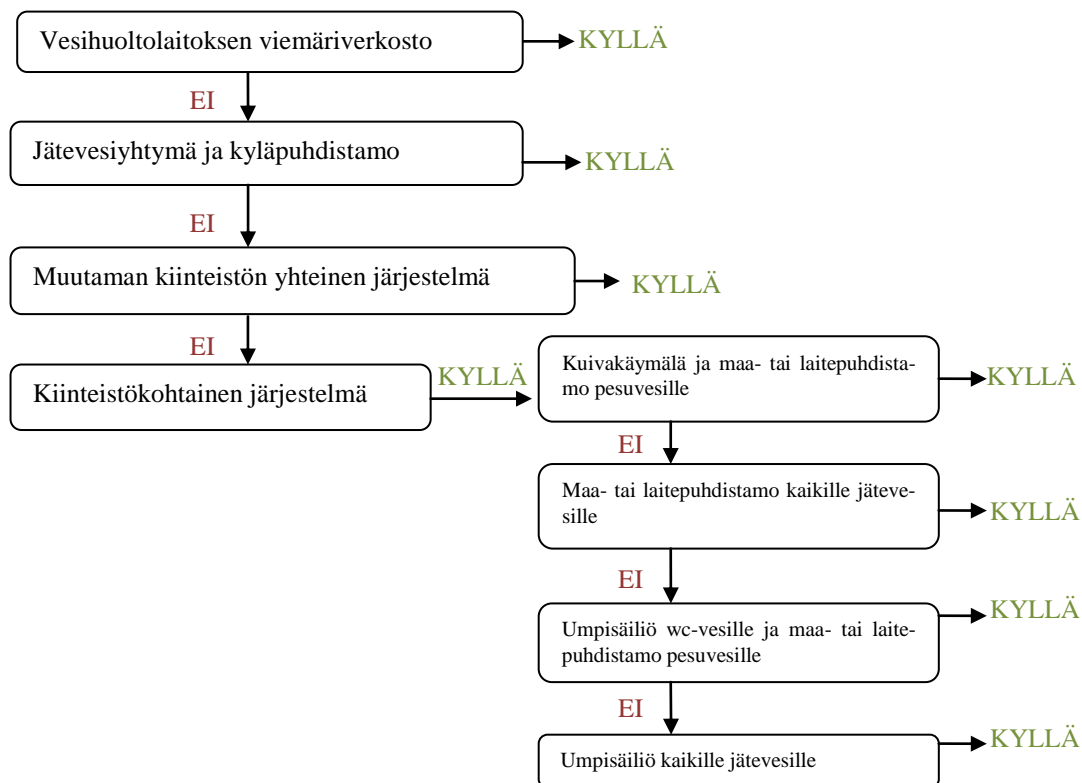 Vesihuoltolaitoksen viemäriverkosto
KYLLÄ
EI
Jätevesiyhtymä ja kyläpuhdistamo
KYLLÄ
EI
Muutaman kiinteistön yhteinen järjestelmä
KYLLÄ
EI
Kiinteistökohtainen järjestelmä
KYLLÄ
Kuivakäymälä ja maa- tai laitepuhdista-
mo pesuvesille
KYLLÄ
EI
Maa- tai laitepuhdistamo kaikille jäteve-
sille
KYLLÄ
EI
Umpisäiliö wc-vesille ja maa- tai laite-
puhdistamo pesuvesille
KYLLÄ
EI
Umpisäiliö kaikille jätevesille
KYLLÄ